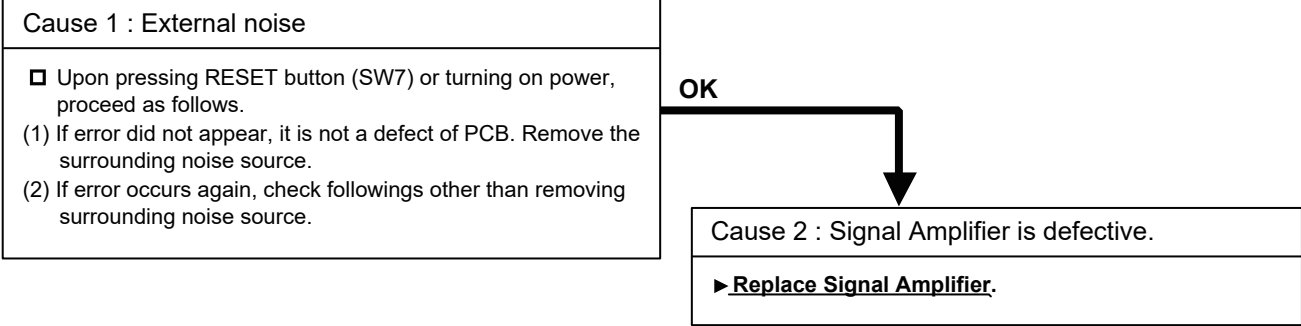 Cause 1 : External noise
Upon pressing RESET button (SW7) or turning on power,
proceed as follows.
(1) If error did not appear, it is not a defect of PCB. Remove the
surrounding noise source.
(2) If error occurs again, check followings other than removing
surrounding noise source.
OK
Cause 2 : Signal Amplifier is defective.
►Replace Signal Amplifier.